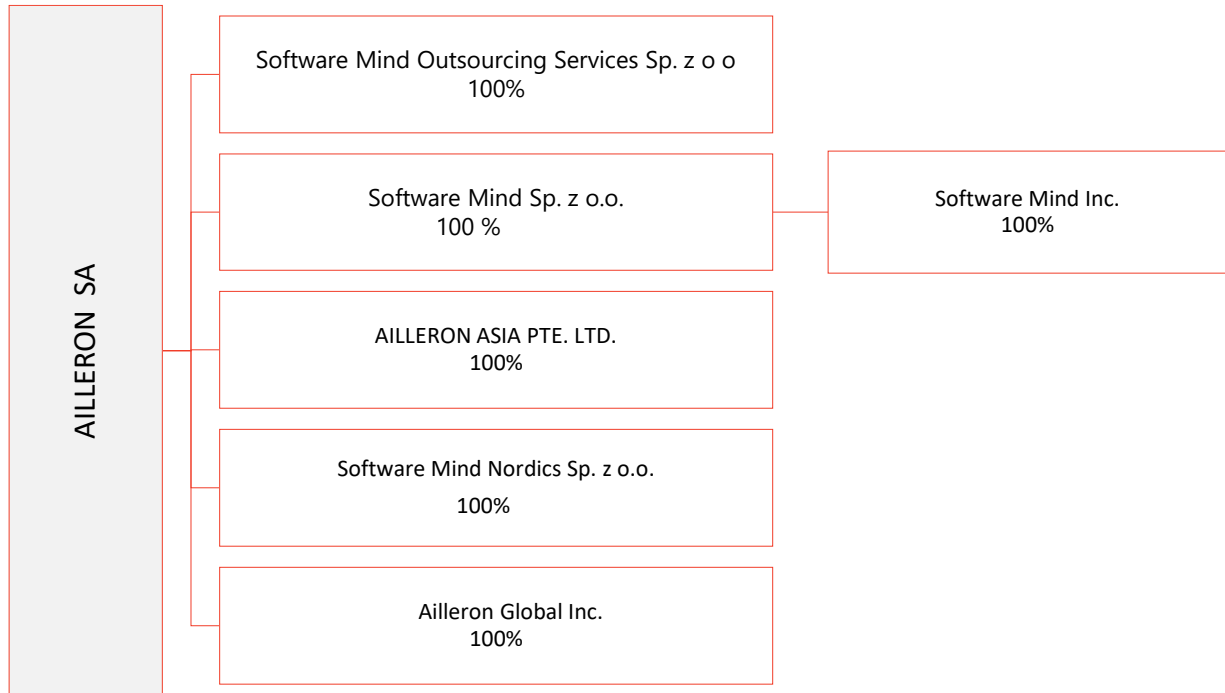 AILLERON SA
Software Mind Outsourcing Services Sp. z o o
100%
Software Mind Sp. z o.o.
100 %
Software Mind Inc.
100%
AILLERON ASIA PTE. LTD.
100%
Software Mind Nordics Sp. z o.o.
100%
Ailleron Global Inc.
100%